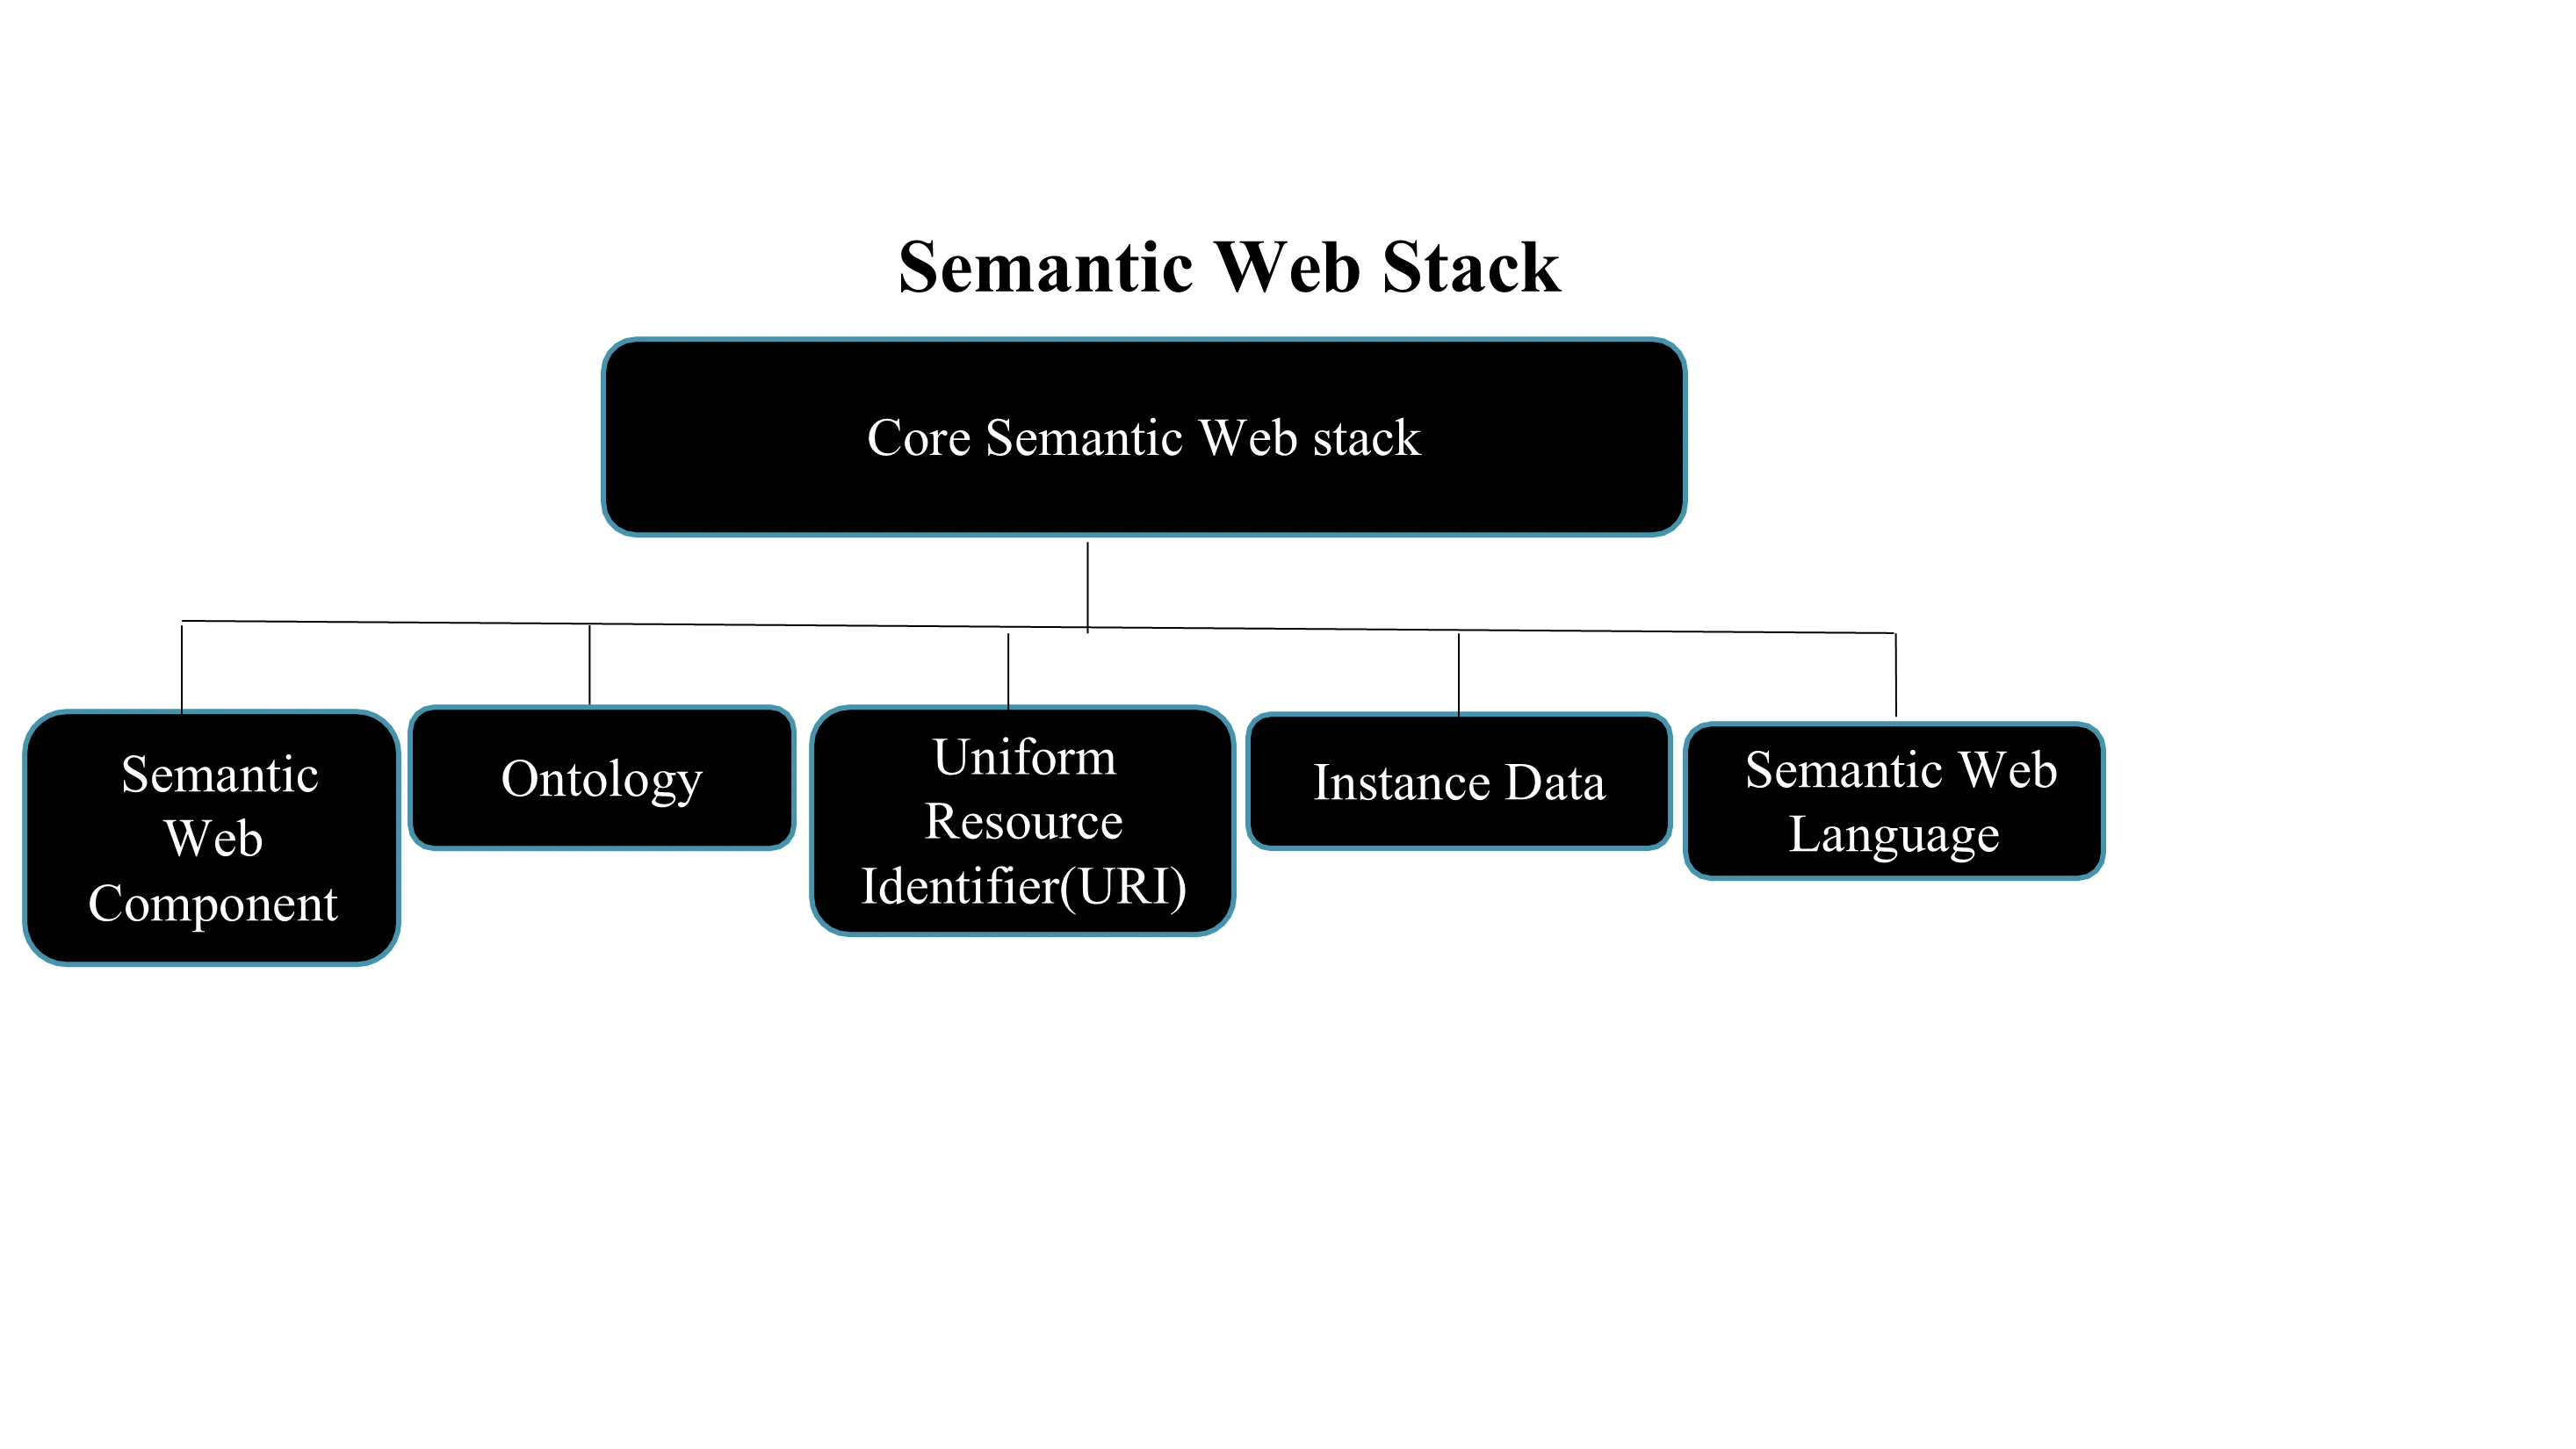 Semantic Web Stack
Core Semantic Web stack
Semantic
Web
Component
Ontology
Uniform
Resource
Identifier(URI)
Instance Data
Semantic Web
Language